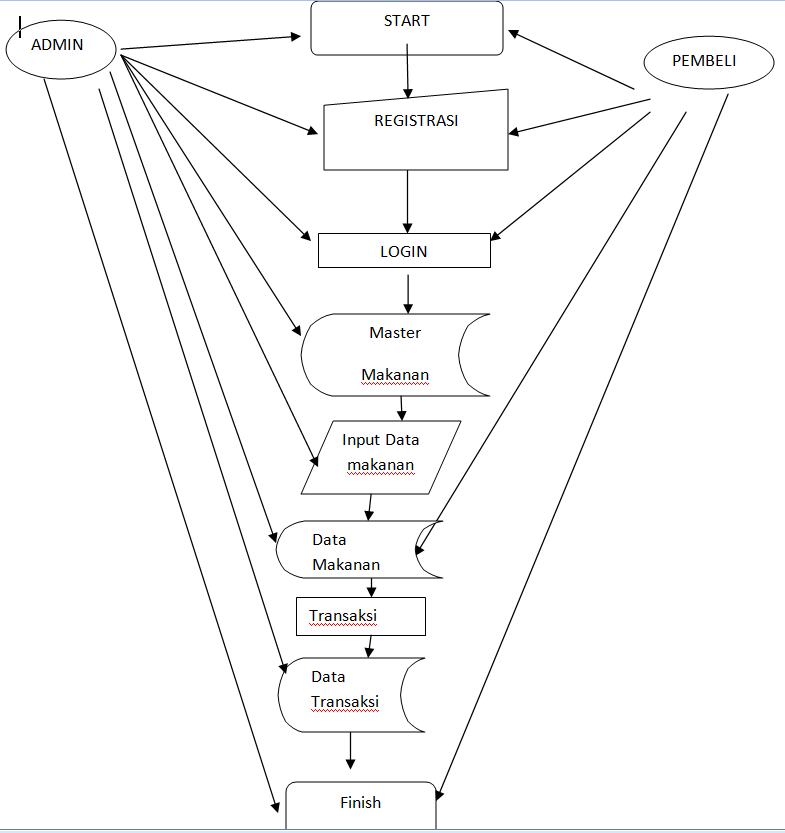 START
ADMIN
PEMBELI
REGISTRASI
LOGIN
Master
Makanan
Input Data
makanan
Data
Makanan
Transaksi
Data
Transaksi
Finish